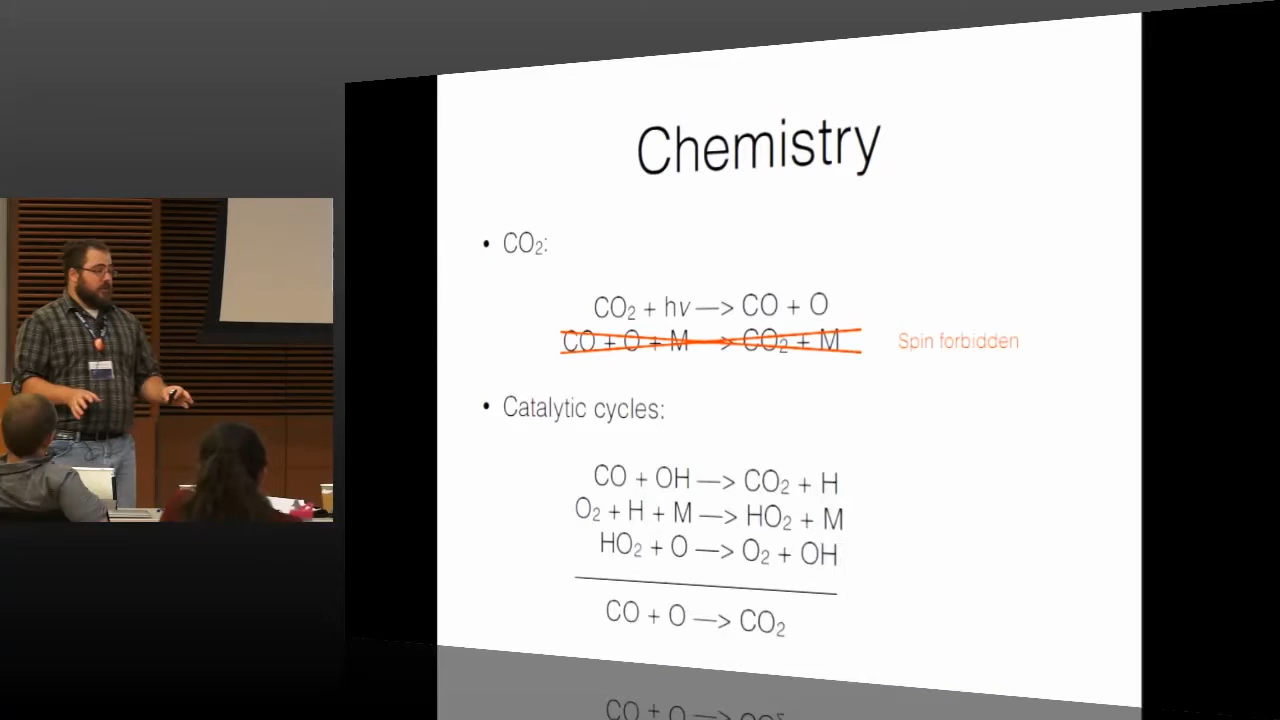 Chemistry
• CO₂:
CO₂ + hν —> CO + O
CO + O + M —> CO₂ + M Spin forbidden
• Catalytic cycles:
CO + OH —> CO₂ + H
O₂ + H + M —> HO₂ + M
HO₂ + O —> O₂ + OH
CO + O —> CO₂